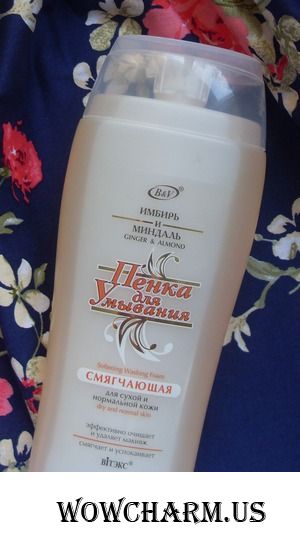 B&V
ИМБИРЬ
и
МИНДАЛЬ
GINGER & ALMOND
Пенка
для
Умывания
Softening Washing Foam
СМЯГЧАЮЩАЯ
для сухой и
нормальной кожи
dry and normal skin
эффективно очищает
и удаляет макияж
смягчает и успокаивает
ВIТЭКС®
WOWCHARM.US